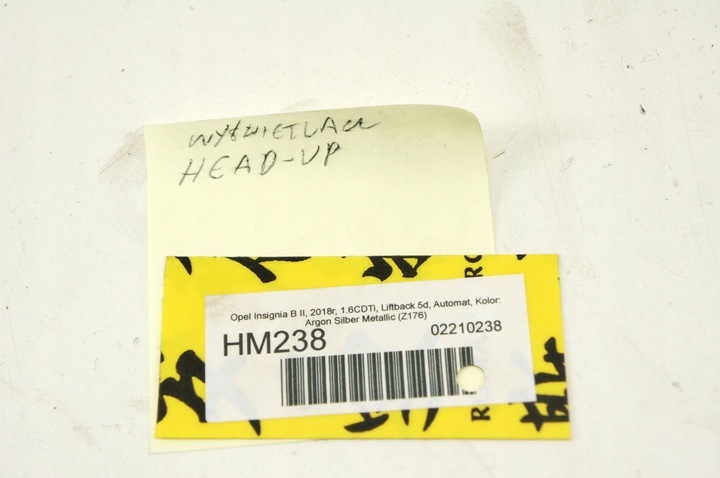 WYŚWIETLACZ
HEAD-UP
Opel Insignia B II, 2018r, 1.6CDTi, Liftback 5d, Automat, Kolor:
Argon Silber Metallic (Z176)
HM238
02210238